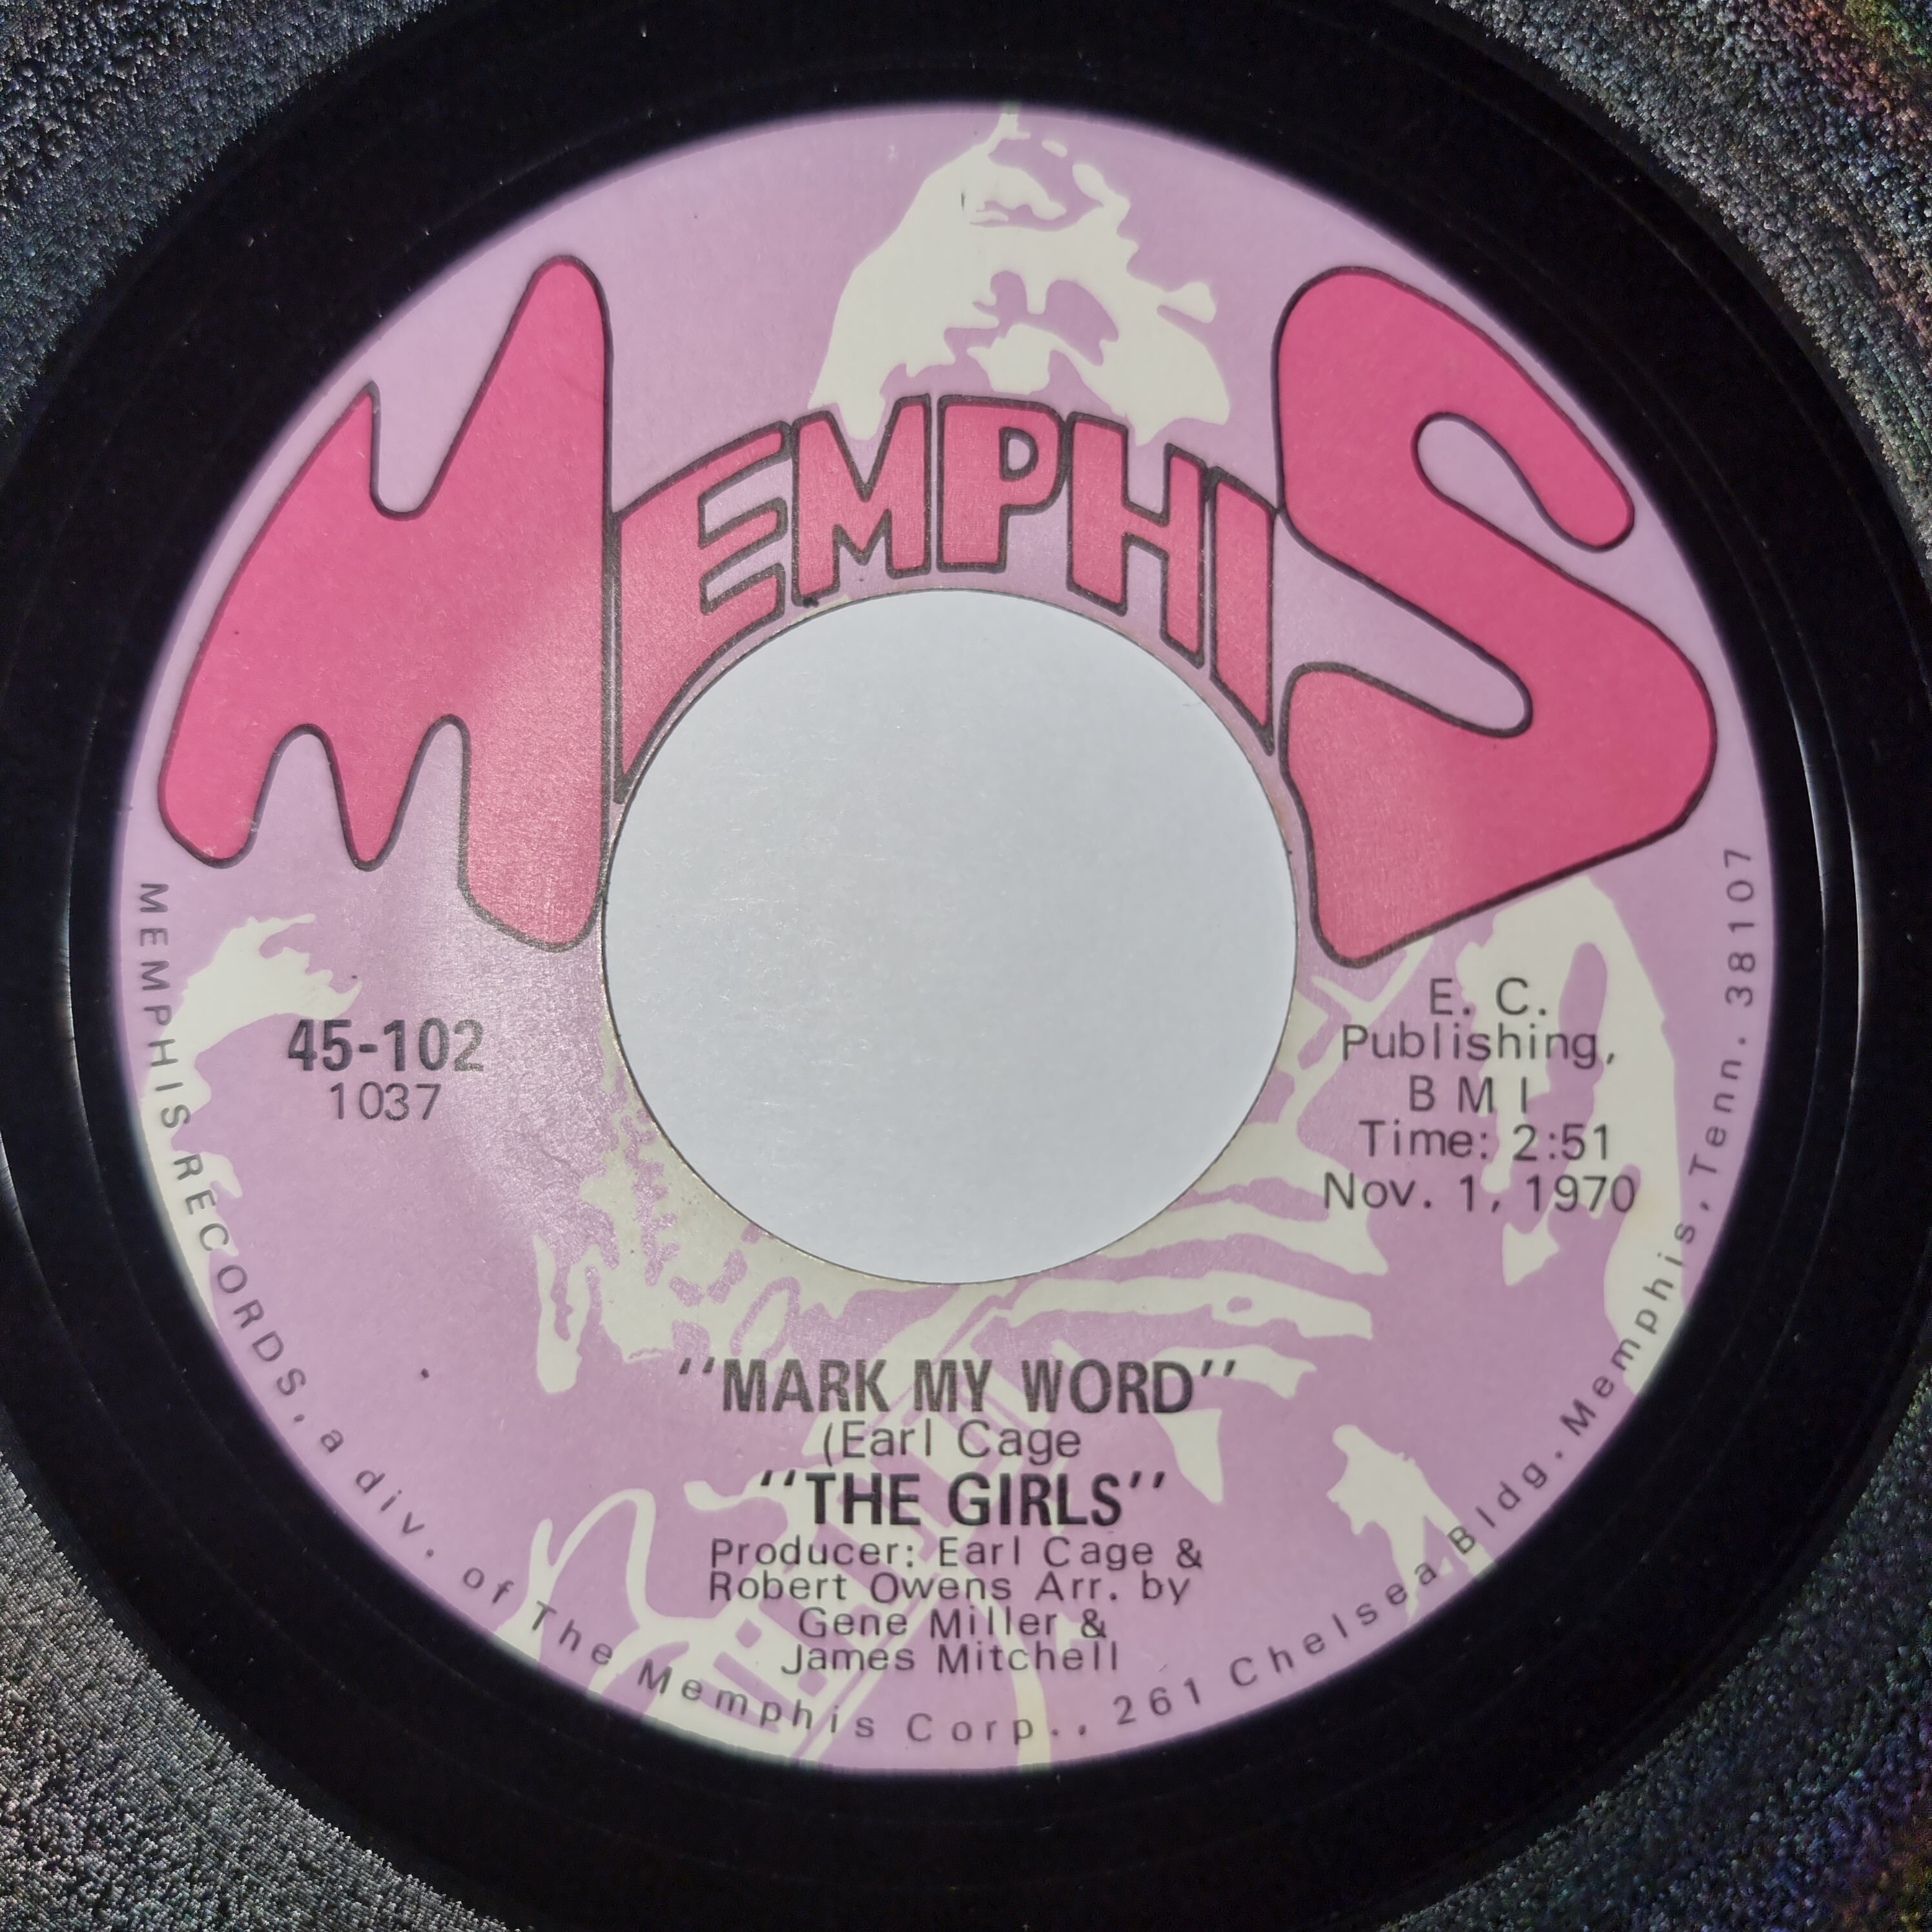 MEMPHIS
45-102
1037
E. C.
Publishing,
BMI
Time: 2:51
Nov. 1, 1970
"MARK MY WORD"
(Earl Cage
"THE GIRLS"
Producer: Earl Cage &
Robert Owens Arr. by
Gene Miller &
James Mitchell
MEMPHIS RECORDS, a div. of The Memphis Corp., 261 Chelsea Bldg. Memphis, Tenn. 38107